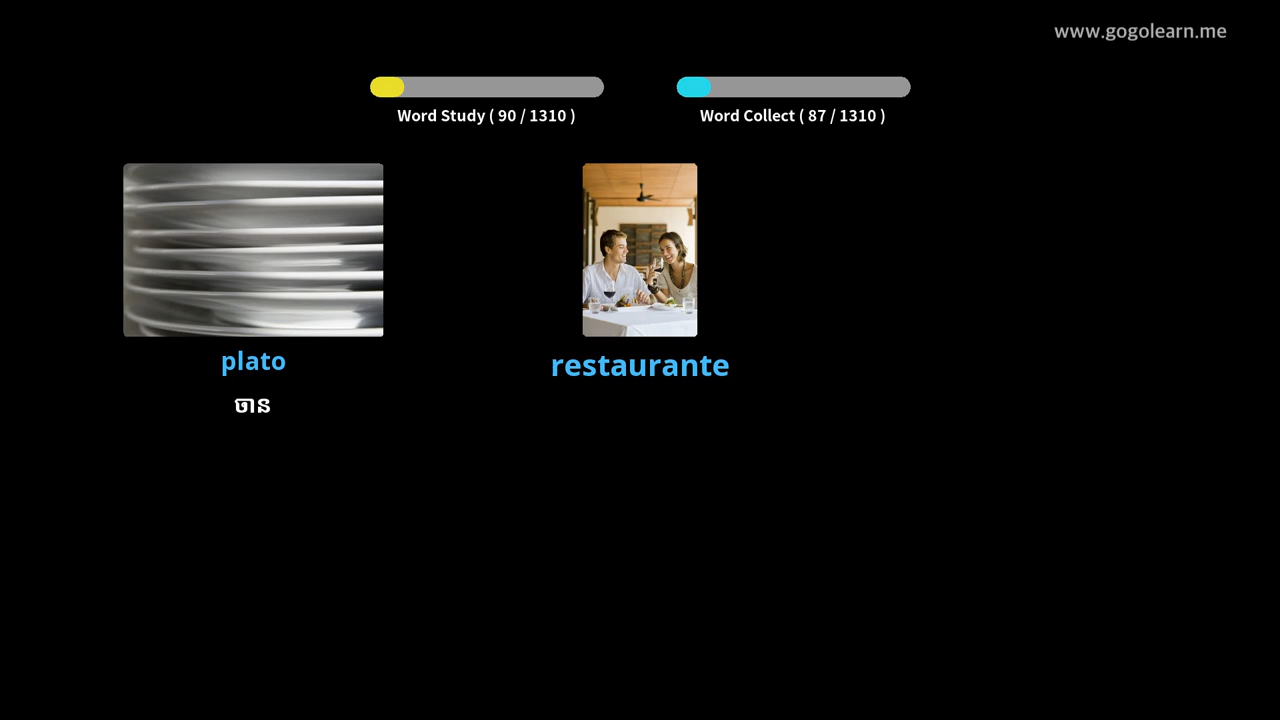 www.gogolearn.me
Word Study ( 90 / 1310 )
Word Collect ( 87 / 1310 )
plato
ចាន
restaurante